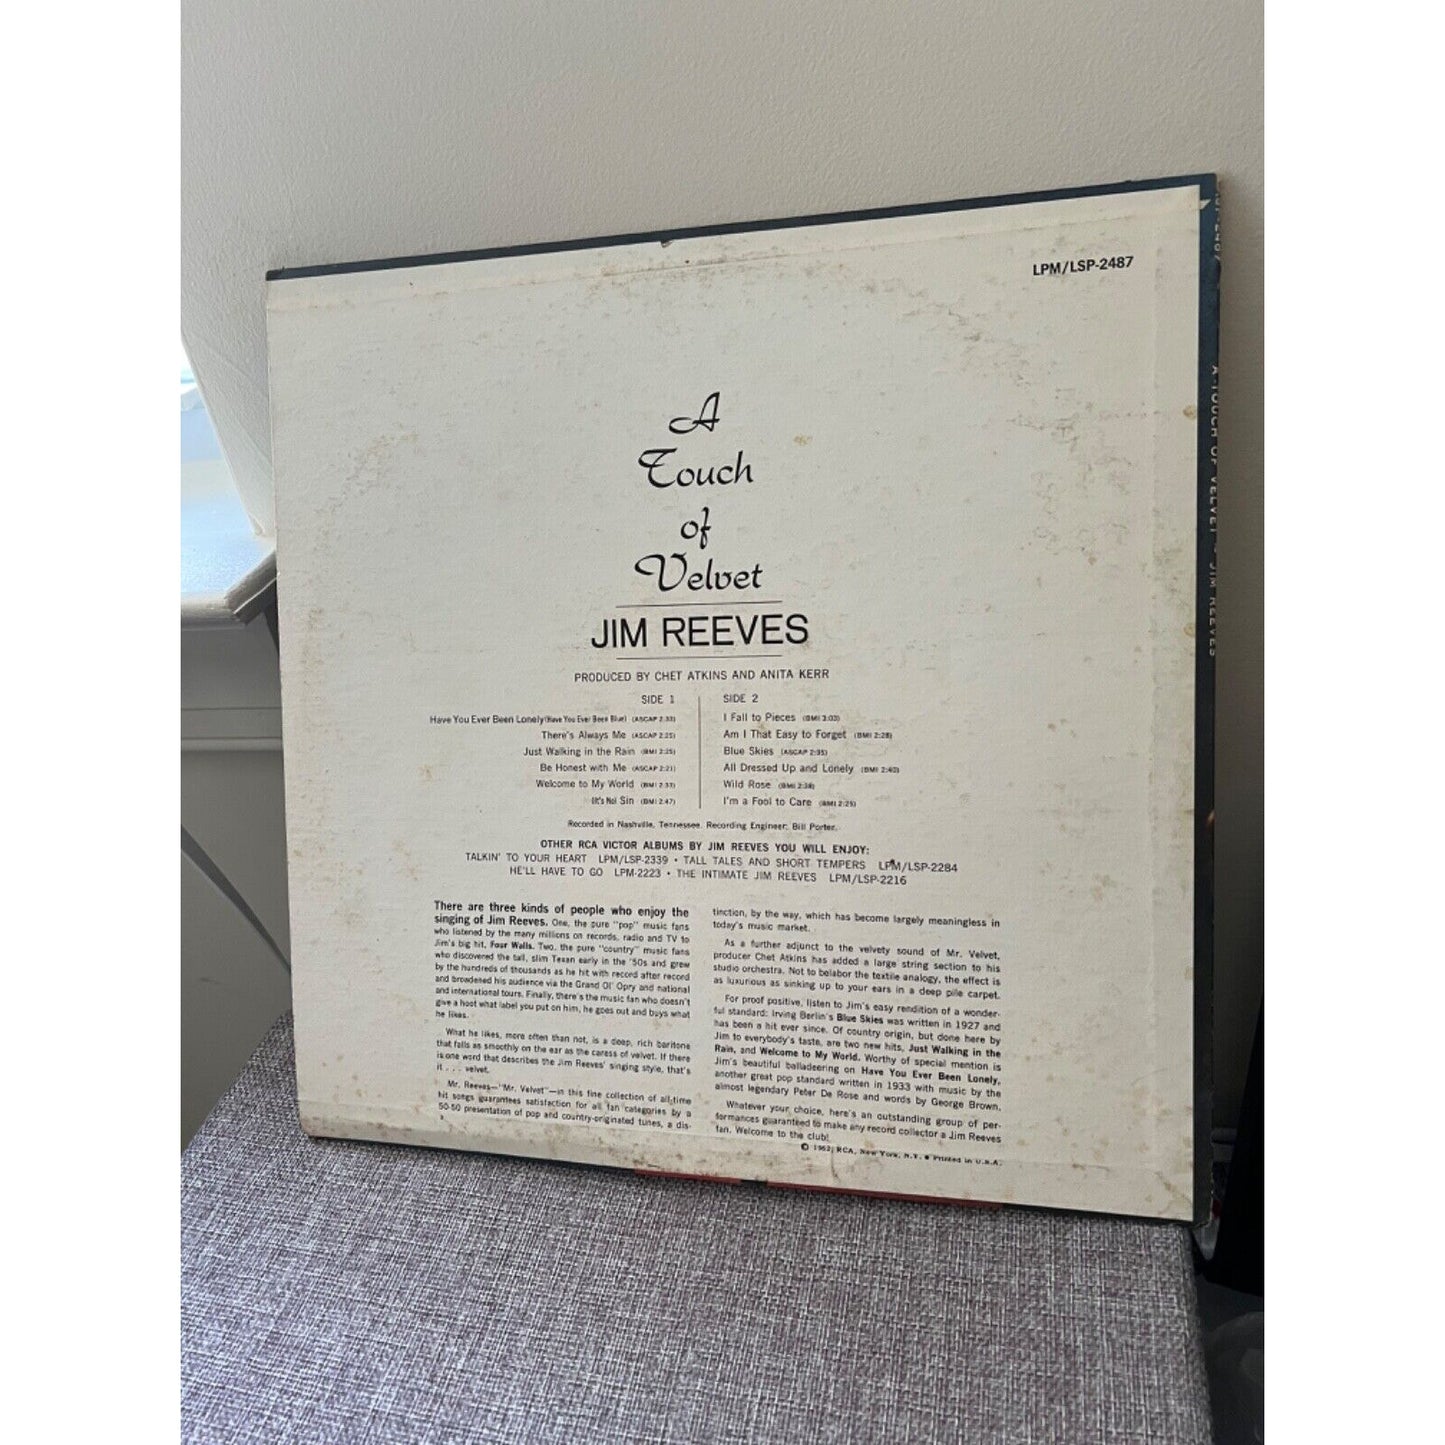 LPM/LSP-2487
A
Touch
of
Velvet
JIM REEVES
PRODUCED BY CHET ATKINS AND ANITA KERR
SIDE 1
Have You Ever Been Lonely (Have You Ever Been Blue) (ASCAP 2:33)
There's Always Me (ASCAP 2:25)
Just Walking in the Rain (BMI 2:25)
Be Honest with Me (ASCAP 2:21)
Welcome to My World (BMI 2:33)
(It's No) Sin (BMI 2:47)
SIDE 2
I Fall to Pieces (BMI 2:03)
Am I That Easy to Forget (BMI 2:28)
Blue Skies (ASCAP 2:35)
All Dressed Up and Lonely (BMI 2:40)
Wild Rose (BMI 2:38)
I'm a Fool to Care (BMI 2:25)
Recorded in Nashville, Tennessee. Recording Engineer: Bill Porter.
OTHER RCA VICTOR ALBUMS BY JIM REEVES YOU WILL ENJOY:
TALKIN' TO YOUR HEART LPM/LSP-2339 • TALL TALES AND SHORT TEMPERS LPM/LSP-2284
HE'LL HAVE TO GO LPM-2223 • THE INTIMATE JIM REEVES LPM/LSP-2216
There are three kinds of people who enjoy the
singing of Jim Reeves. One, the pure "pop" music fans
who listened by the many millions on records, radio and TV to
Jim's big hit, Four Walls. Two, the pure "country" music fans
who discovered the tall, slim Texan early in the '50s and grew
by the hundreds of thousands as he hit with record after record
and broadened his audience via the Grand Ol' Opry and national
and international tours. Finally, there's the music fan who doesn't
give a hoot what label you put on him, he goes out and buys what
he likes.
What he likes, more often than not, is a deep, rich baritone
that falls as smoothly on the ear as the caress of velvet. If there
is one word that describes the Jim Reeves' singing style, that's
it . . . velvet.
Mr. Reeves—"Mr. Velvet"—in this fine collection of all-time
hit songs guarantees satisfaction for all fan categories by a
50-50 presentation of pop and country-originated tunes, a dis-
tinction, by the way, which has become largely meaningless in
today's music market.
As a further adjunct to the velvety sound of Mr. Velvet,
producer Chet Atkins has added a large string section to his
studio orchestra. Not to belabor the textile analogy, the effect is
as luxurious as sinking up to your ears in a deep pile carpet.
For proof positive, listen to Jim's easy rendition of a wonder-
ful standard: Irving Berlin's Blue Skies was written in 1927 and
has been a hit ever since. Of country origin, but done here by
Jim to everybody's taste, are two new hits, Just Walking in the
Rain, and Welcome to My World. Worthy of special mention is
Jim's beautiful balladeering on Have You Ever Been Lonely,
another great pop standard written in 1933 with music by the
almost legendary Peter De Rose and words by George Brown.
Whatever your choice, here's an outstanding group of per-
formances guaranteed to make any record collector a Jim Reeves
fan. Welcome to the club!
© 1962, RCA, New York, N.Y. • Printed in U.S.A.
A TOUCH OF VELVET - JIM REEVES